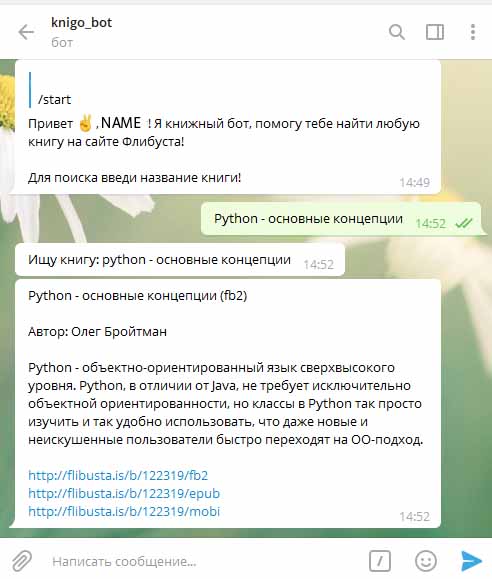 knigo_bot
бот
/start
Привет ✌, NAME ! Я книжный бот, помогу тебе найти любую
книгу на сайте Флибуста!
Для поиска введи название книги!
14:49
Python - основные концепции 14:52
Ищу книгу: python - основные концепции 14:52
Python - основные концепции (fb2)
Автор: Олег Бройтман
Python - объектно-ориентированный язык сверхвысокого
уровня. Python, в отличии от Java, не требует исключительно
объектной ориентированности, но классы в Python так просто
изучить и так удобно использовать, что даже новые и
неискушенные пользователи быстро переходят на ОО-подход.
http://flibusta.is/b/122319/fb2
http://flibusta.is/b/122319/epub
http://flibusta.is/b/122319/mobi
14:52
Написать сообщение...